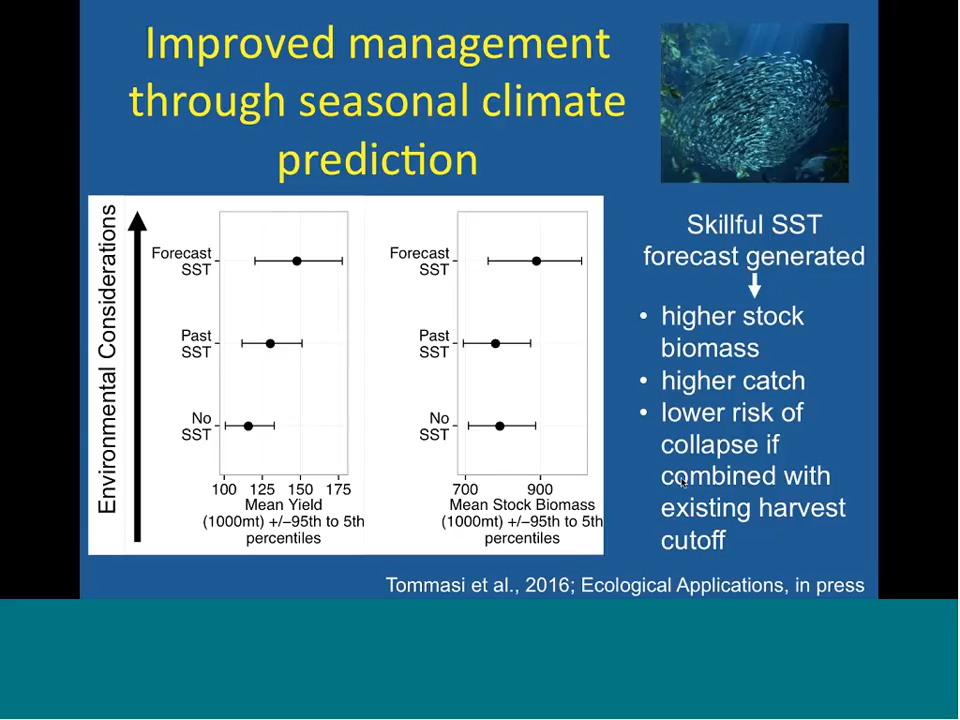 Improved management
through seasonal climate
prediction
Environmental Considerations
Forecast
SST
Past
SST
No
SST
100 125 150 175
Mean Yield
(1000mt) +/–95th to 5th
percentiles
Forecast
SST
Past
SST
No
SST
700 900
Mean Stock Biomass
(1000mt) +/–95th to 5th
percentiles
Skillful SST
forecast generated
• higher stock
biomass
• higher catch
• lower risk of
collapse if
combined with
existing harvest
cutoff
Tommasi et al., 2016; Ecological Applications, in press